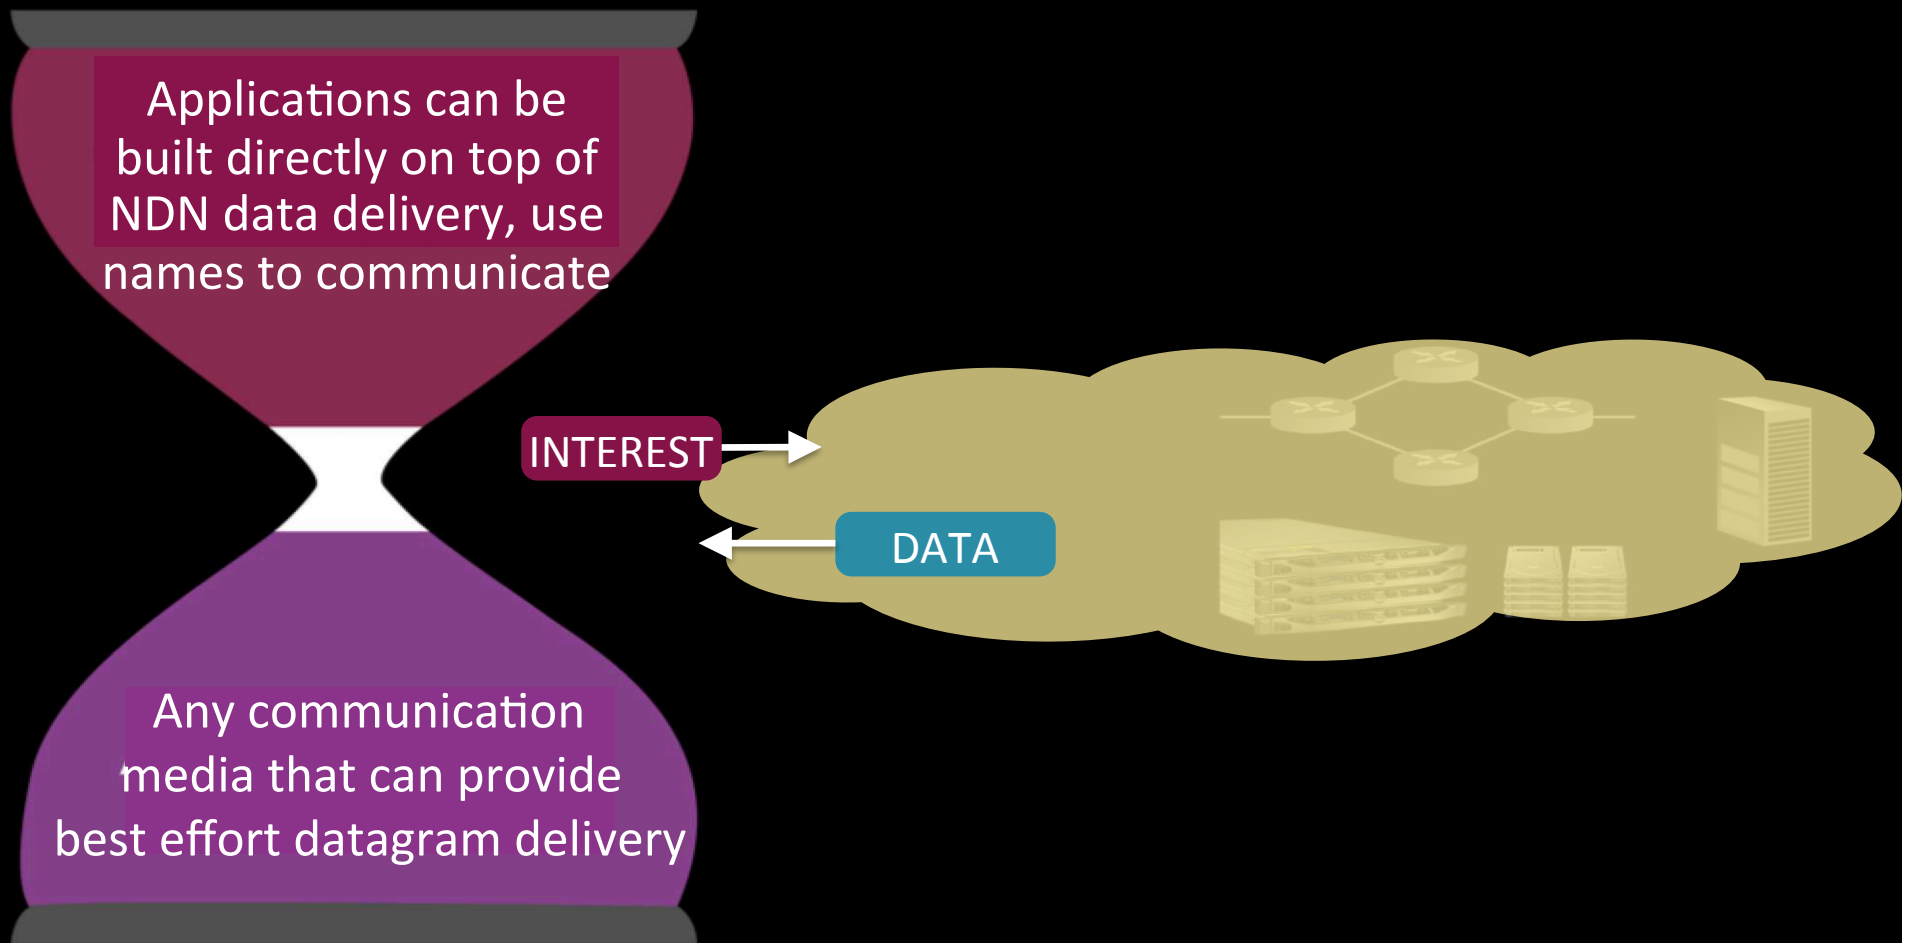 Applications can be
built directly on top of
NDN data delivery, use
names to communicate
INTEREST
DATA
Any communication
media that can provide
best effort datagram delivery